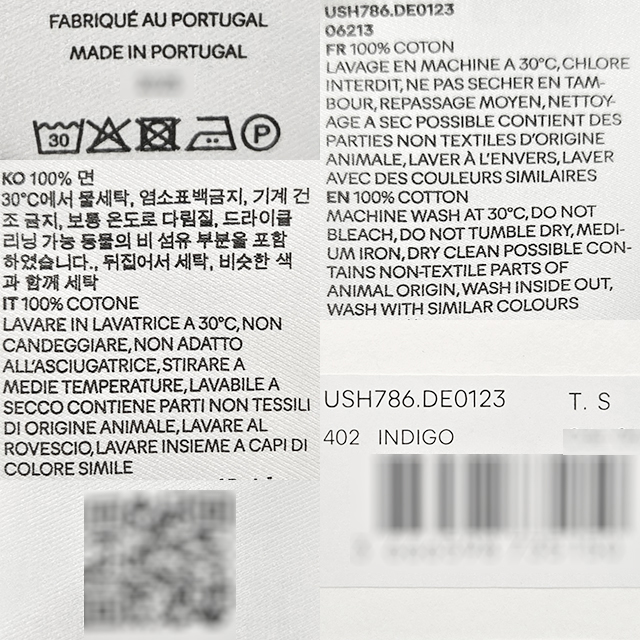 FABRIQUÉ AU PORTUGAL
MADE IN PORTUGAL
30
P
KO 100% 면
30°C에서 물세탁, 염소표백금지, 기계 건
조 금지, 보통 온도로 다림질, 드라이클
리닝 가능 동물의 비 섬유 부분을 포함
하였습니다., 뒤집어서 세탁, 비슷한 색
과 함께 세탁
IT 100% COTONE
LAVARE IN LAVATRICE A 30°C, NON
CANDEGGIARE, NON ADATTO
ALL'ASCIUGATRICE, STIRARE A
MEDIE TEMPERATURE, LAVABILE A
SECCO CONTIENE PARTI NON TESSILI
DI ORIGINE ANIMALE, LAVARE AL
ROVESCIO, LAVARE INSIEME A CAPI DI
COLORE SIMILE
USH786.DE0123
06213
FR 100% COTON
LAVAGE EN MACHINE A 30°C, CHLORE
INTERDIT, NE PAS SECHER EN TAM-
BOUR, REPASSAGE MOYEN, NETTOY-
AGE A SEC POSSIBLE CONTIENT DES
PARTIES NON TEXTILES D'ORIGINE
ANIMALE, LAVER À L'ENVERS, LAVER
AVEC DES COULEURS SIMILAIRES
EN 100% COTTON
MACHINE WASH AT 30°C, DO NOT
BLEACH, DO NOT TUMBLE DRY, MEDI-
UM IRON, DRY CLEAN POSSIBLE CON-
TAINS NON-TEXTILE PARTS OF
ANIMAL ORIGIN, WASH INSIDE OUT,
WASH WITH SIMILAR COLOURS
USH786.DE0123 T. S
402 INDIGO